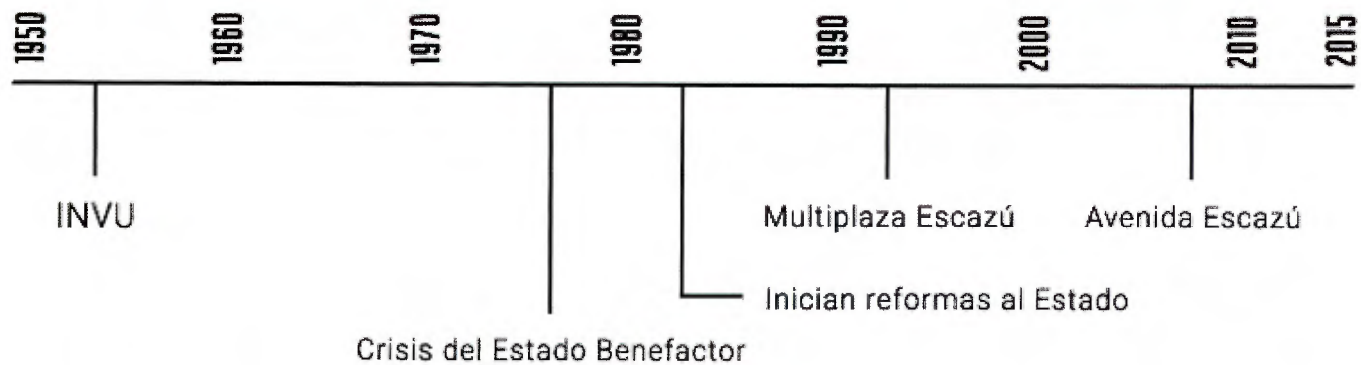 1950 1960 1970 1980 1990 2000 2010 2015
INVU
Multiplaza Escazú
Avenida Escazú
Inician reformas al Estado
Crisis del Estado Benefactor